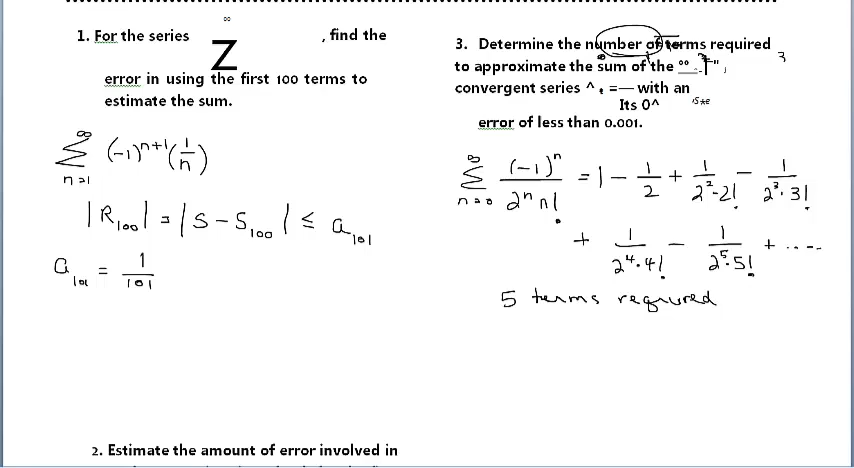 ∞
1. For the series Z , find the
error in using the first 100 terms to
estimate the sum.
∞
Σ (-1)ⁿ⁺¹ (1/n)
n=1
|R₁₀₀| = |S - S₁₀₀| ≤ a₁₀₁
a₁₀₁ = 1/101
2. Estimate the amount of error involved in
3. Determine the number of terms required
to approximate the sum of the ∞
convergent series ^ t =— with an
Its 0^
error of less than 0.001.
∞
Σ (-1)ⁿ/(2ⁿ n!) = 1 - 1/2 + 1/(2²·2!) - 1/(2³·3!)
n=0
+ 1/(2⁴·4!) - 1/(2⁵·5!) + ....
5 terms required